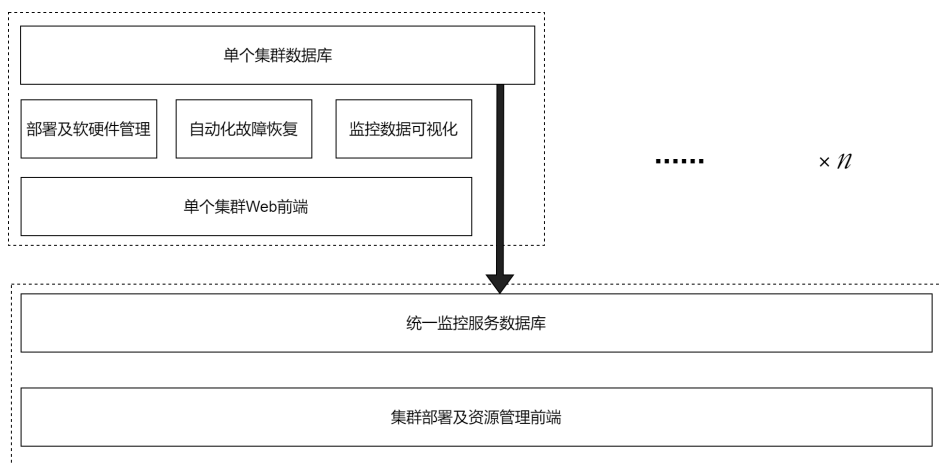 单个集群数据库
部署及软硬件管理
自动化故障恢复
监控数据可视化
单个集群Web前端
……
× n
统一监控服务数据库
集群部署及资源管理前端